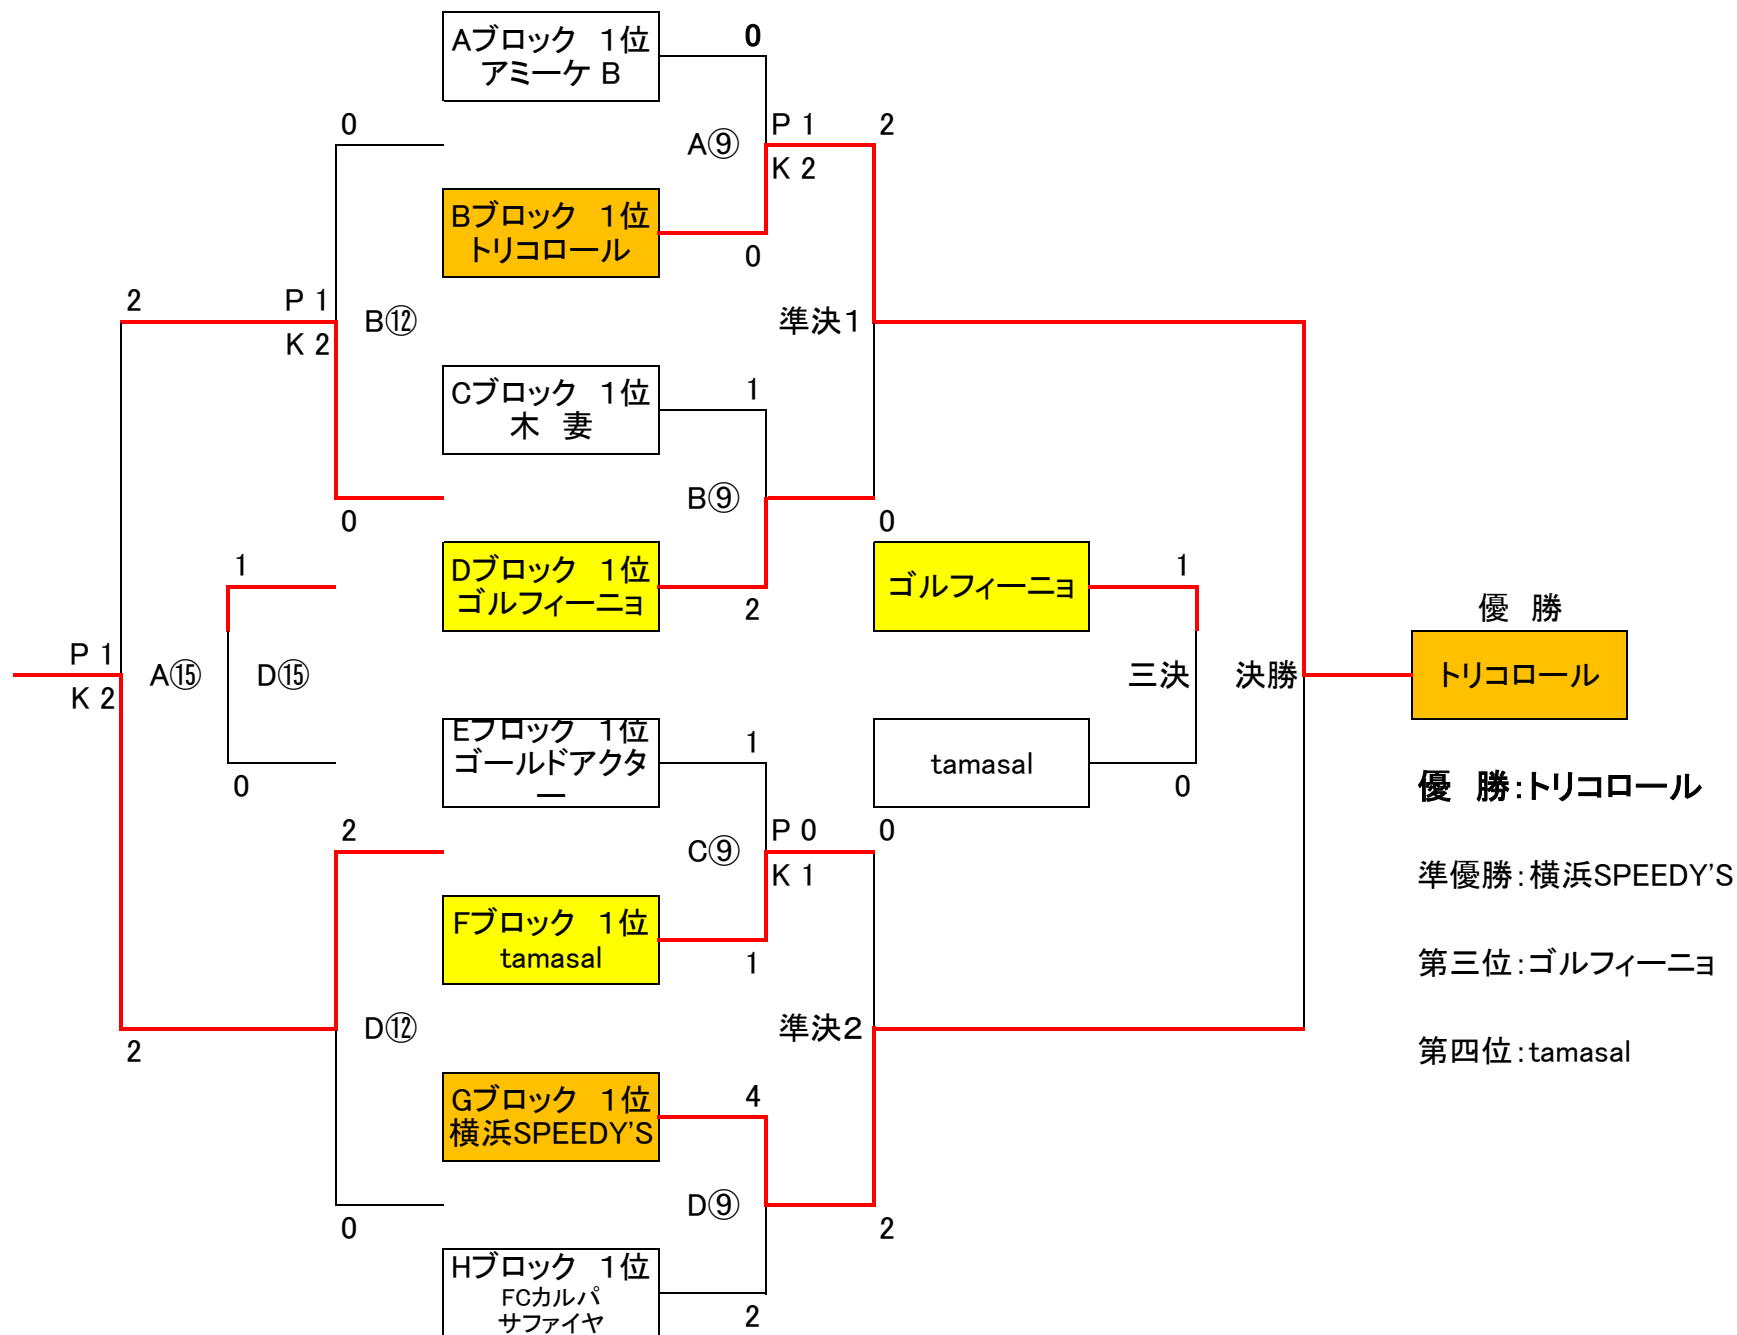 Aブロック　1位
アミーケ B
0
0
A⑨
P 1
K 2
2
Bブロック　1位
トリコロール
0
2
P 1
K 2
B⑫
準決1
Cブロック　1位
木　妻
1
0
B⑨
0
1
Dブロック　1位
ゴルフィーニョ
2
ゴルフィーニョ
1
優　勝
トリコロール
P 1
K 2
A⑮
D⑮
三決
決勝
Eブロック　1位
ゴールドアクタ
ー
1
0
tamasal
0
優　勝：トリコロール
2
C⑨
P 0
K 1
0
準優勝：横浜SPEEDY'S
Fブロック　1位
tamasal
1
第三位：ゴルフィーニョ
2
D⑫
準決2
第四位：tamasal
Gブロック　1位
横浜SPEEDY'S
4
0
D⑨
2
Hブロック　1位
FCカルパ
サファイヤ
2